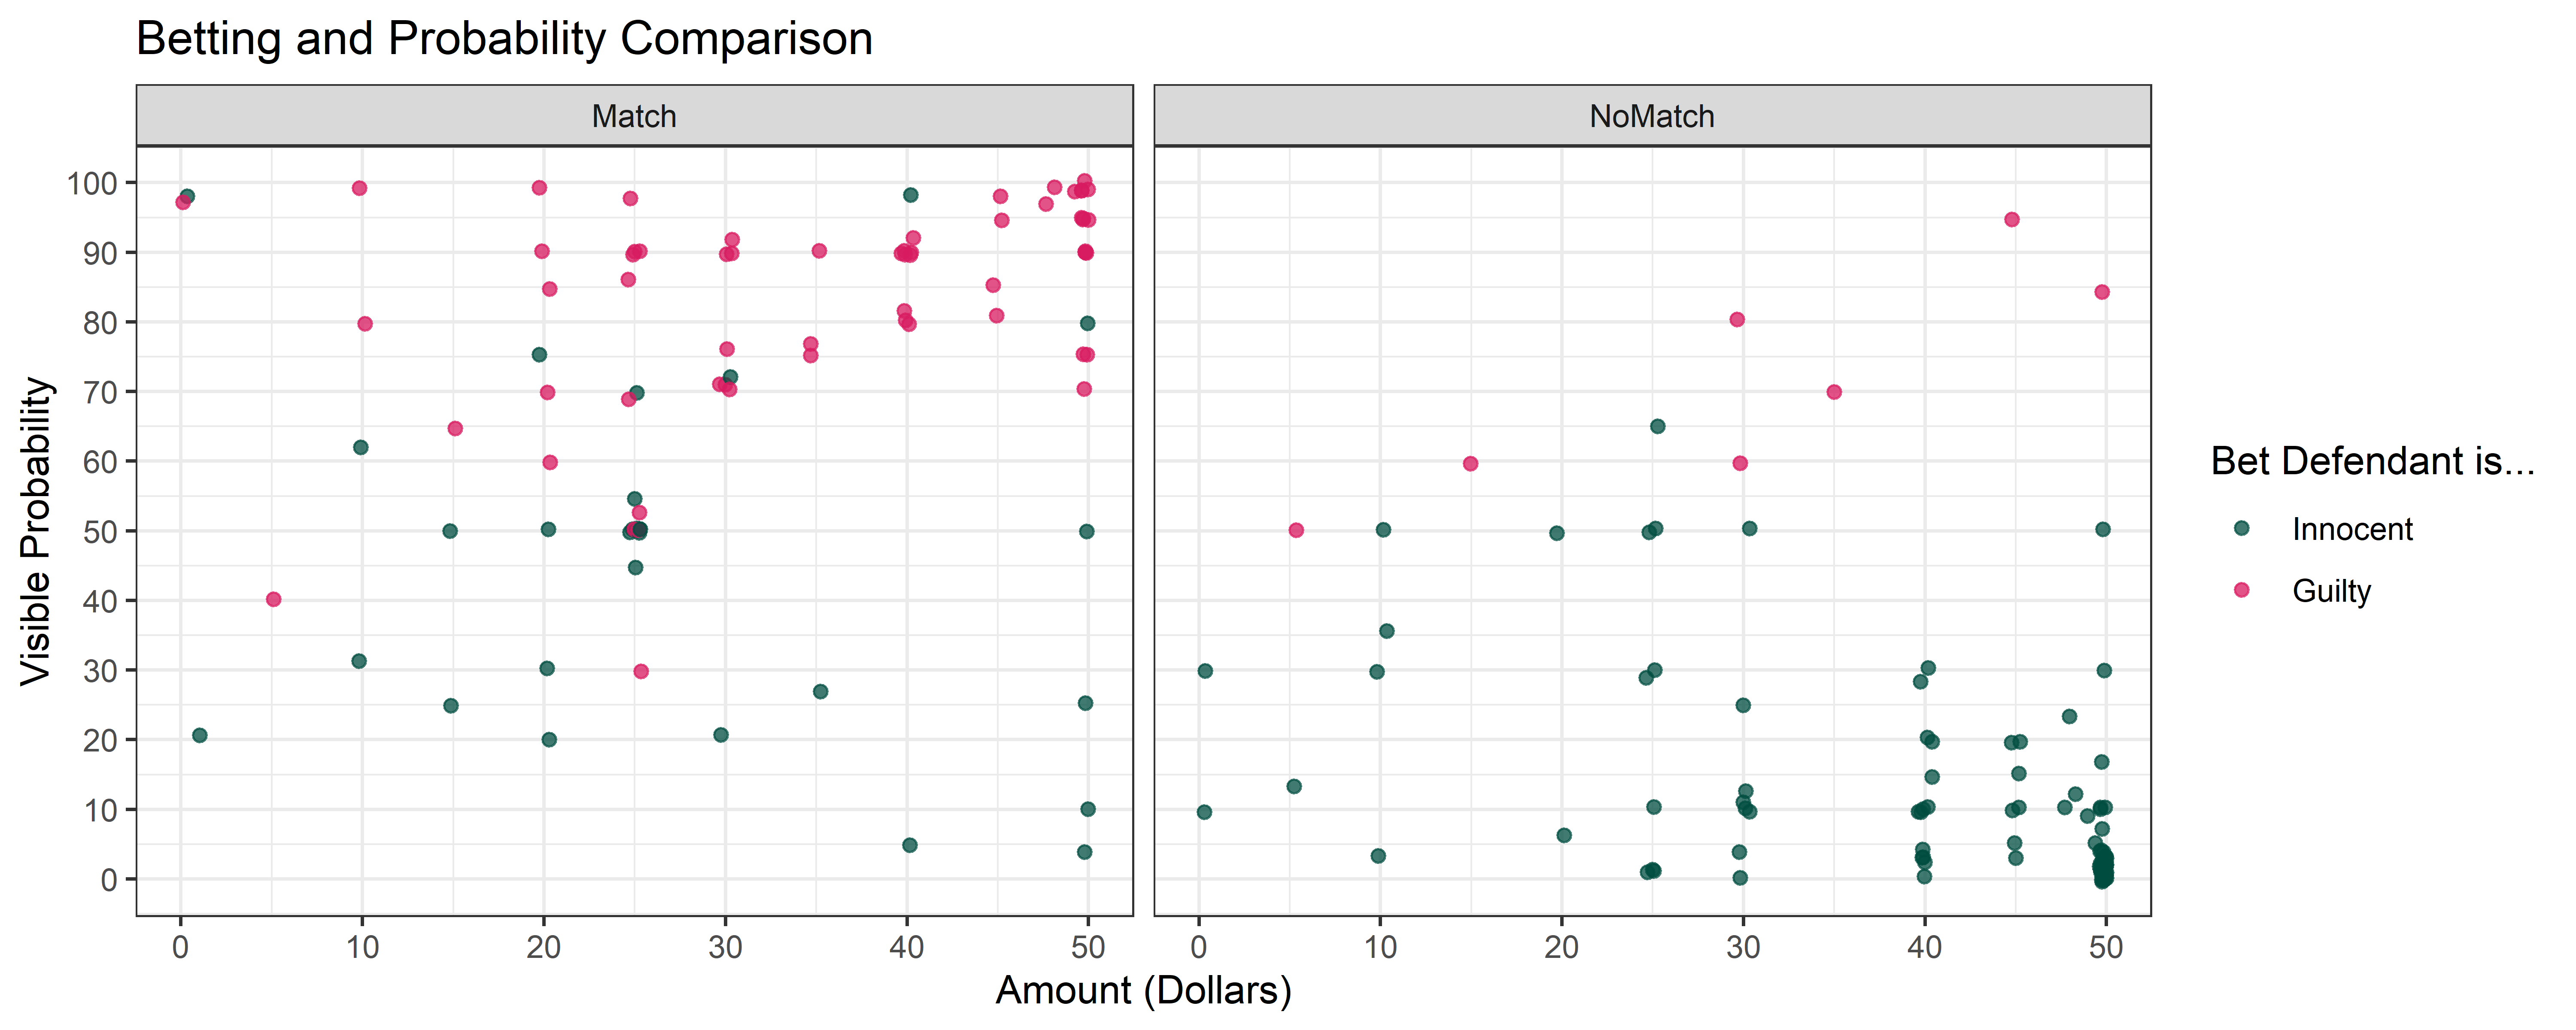 Betting and Probability Comparison
Match
NoMatch
100
90
80
70
60
50
40
30
20
10
0
Visible Probability
0 10 20 30 40 50
0 10 20 30 40 50
Amount (Dollars)
Bet Defendant is...
Innocent
Guilty